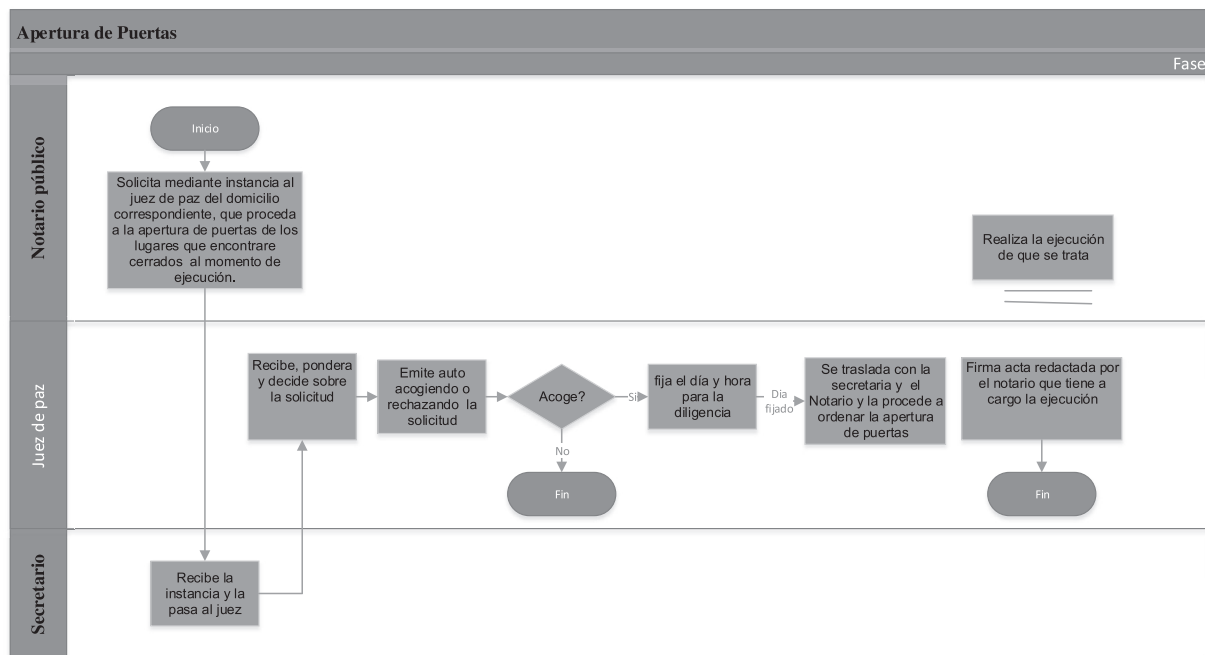 Apertura de Puertas
Fase
Notario público
Inicio
Solicita mediante instancia al
juez de paz del domicilio
correspondiente, que proceda
a la apertura de puertas de los
lugares que encontrare
cerrados al momento de
ejecución.
Realiza la ejecución
de que se trata
Juez de paz
Recibe, pondera
y decide sobre
la solicitud
Emite auto
acogiendo o
rechazando la
solicitud
Acoge?
Si
No
Fin
fija el día y hora
para la
diligencia
Dia
fijado
Se traslada con la
secretaria y el
Notario y la procede a
ordenar la apertura
de puertas
Firma acta redactada por
el notario que tiene a
cargo la ejecución
Fin
Secretario
Recibe la
instancia y la
pasa al juez